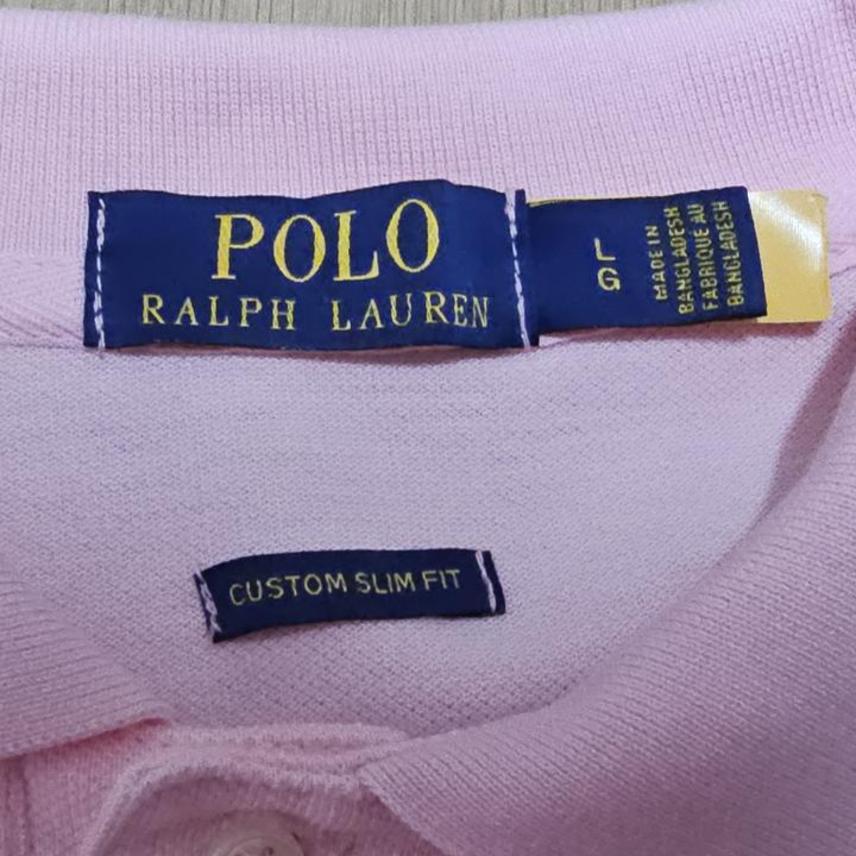 POLO
RALPH LAUREN
L
G
MADE IN
BANGLADESH
FABRIQUE AU
BANGLADESH
CUSTOM SLIM FIT